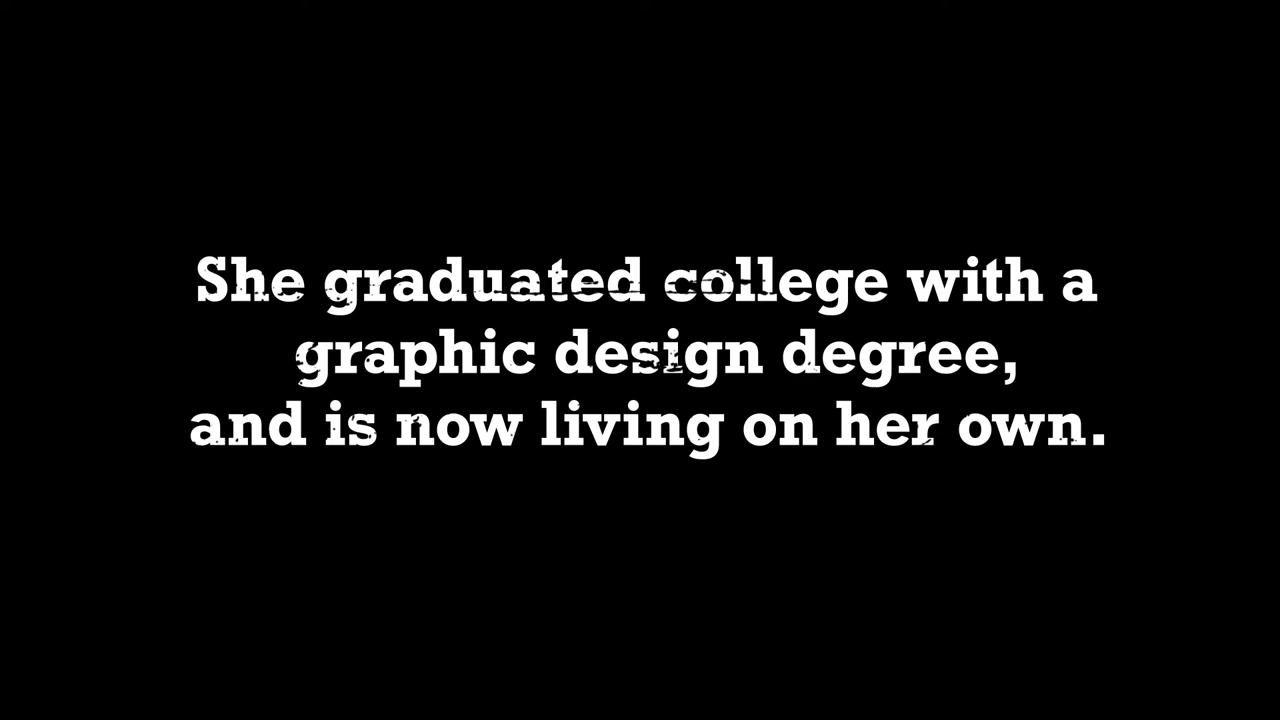 She graduated college with a
graphic design degree,
and is now living on her own.